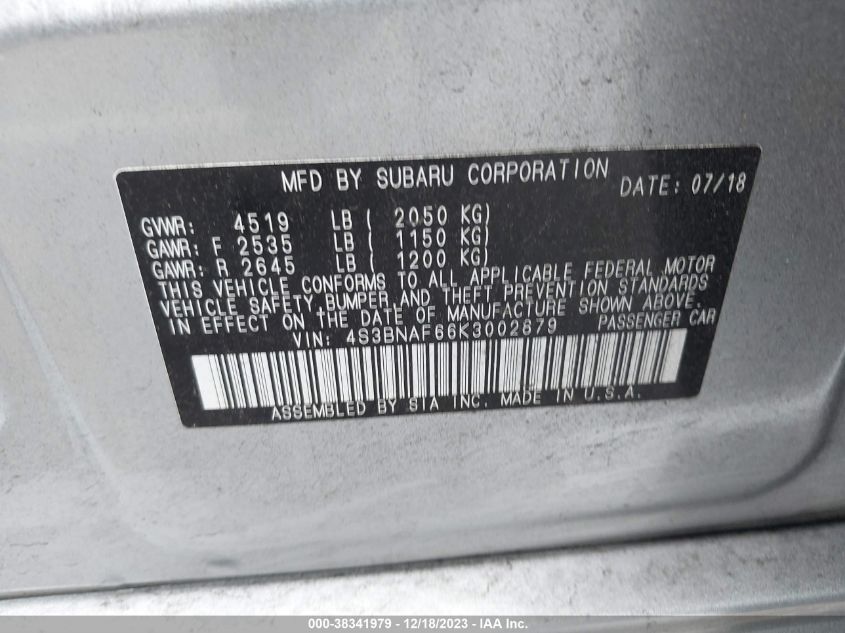 MFD BY SUBARU CORPORATION DATE: 07/18
GVWR: 4519 LB ( 2050 KG)
GAWR: F 2535 LB ( 1150 KG)
GAWR: R 2645 LB ( 1200 KG)
THIS VEHICLE CONFORMS TO ALL APPLICABLE FEDERAL MOTOR
VEHICLE SAFETY, BUMPER, AND THEFT PREVENTION STANDARDS
IN EFFECT ON THE DATE OF MANUFACTURE SHOWN ABOVE.
VIN: 4S3BNAF66K3002879 PASSENGER CAR
ASSEMBLED BY SIA INC. MADE IN U.S.A.
000-38341979 - 12/18/2023 - IAA Inc.